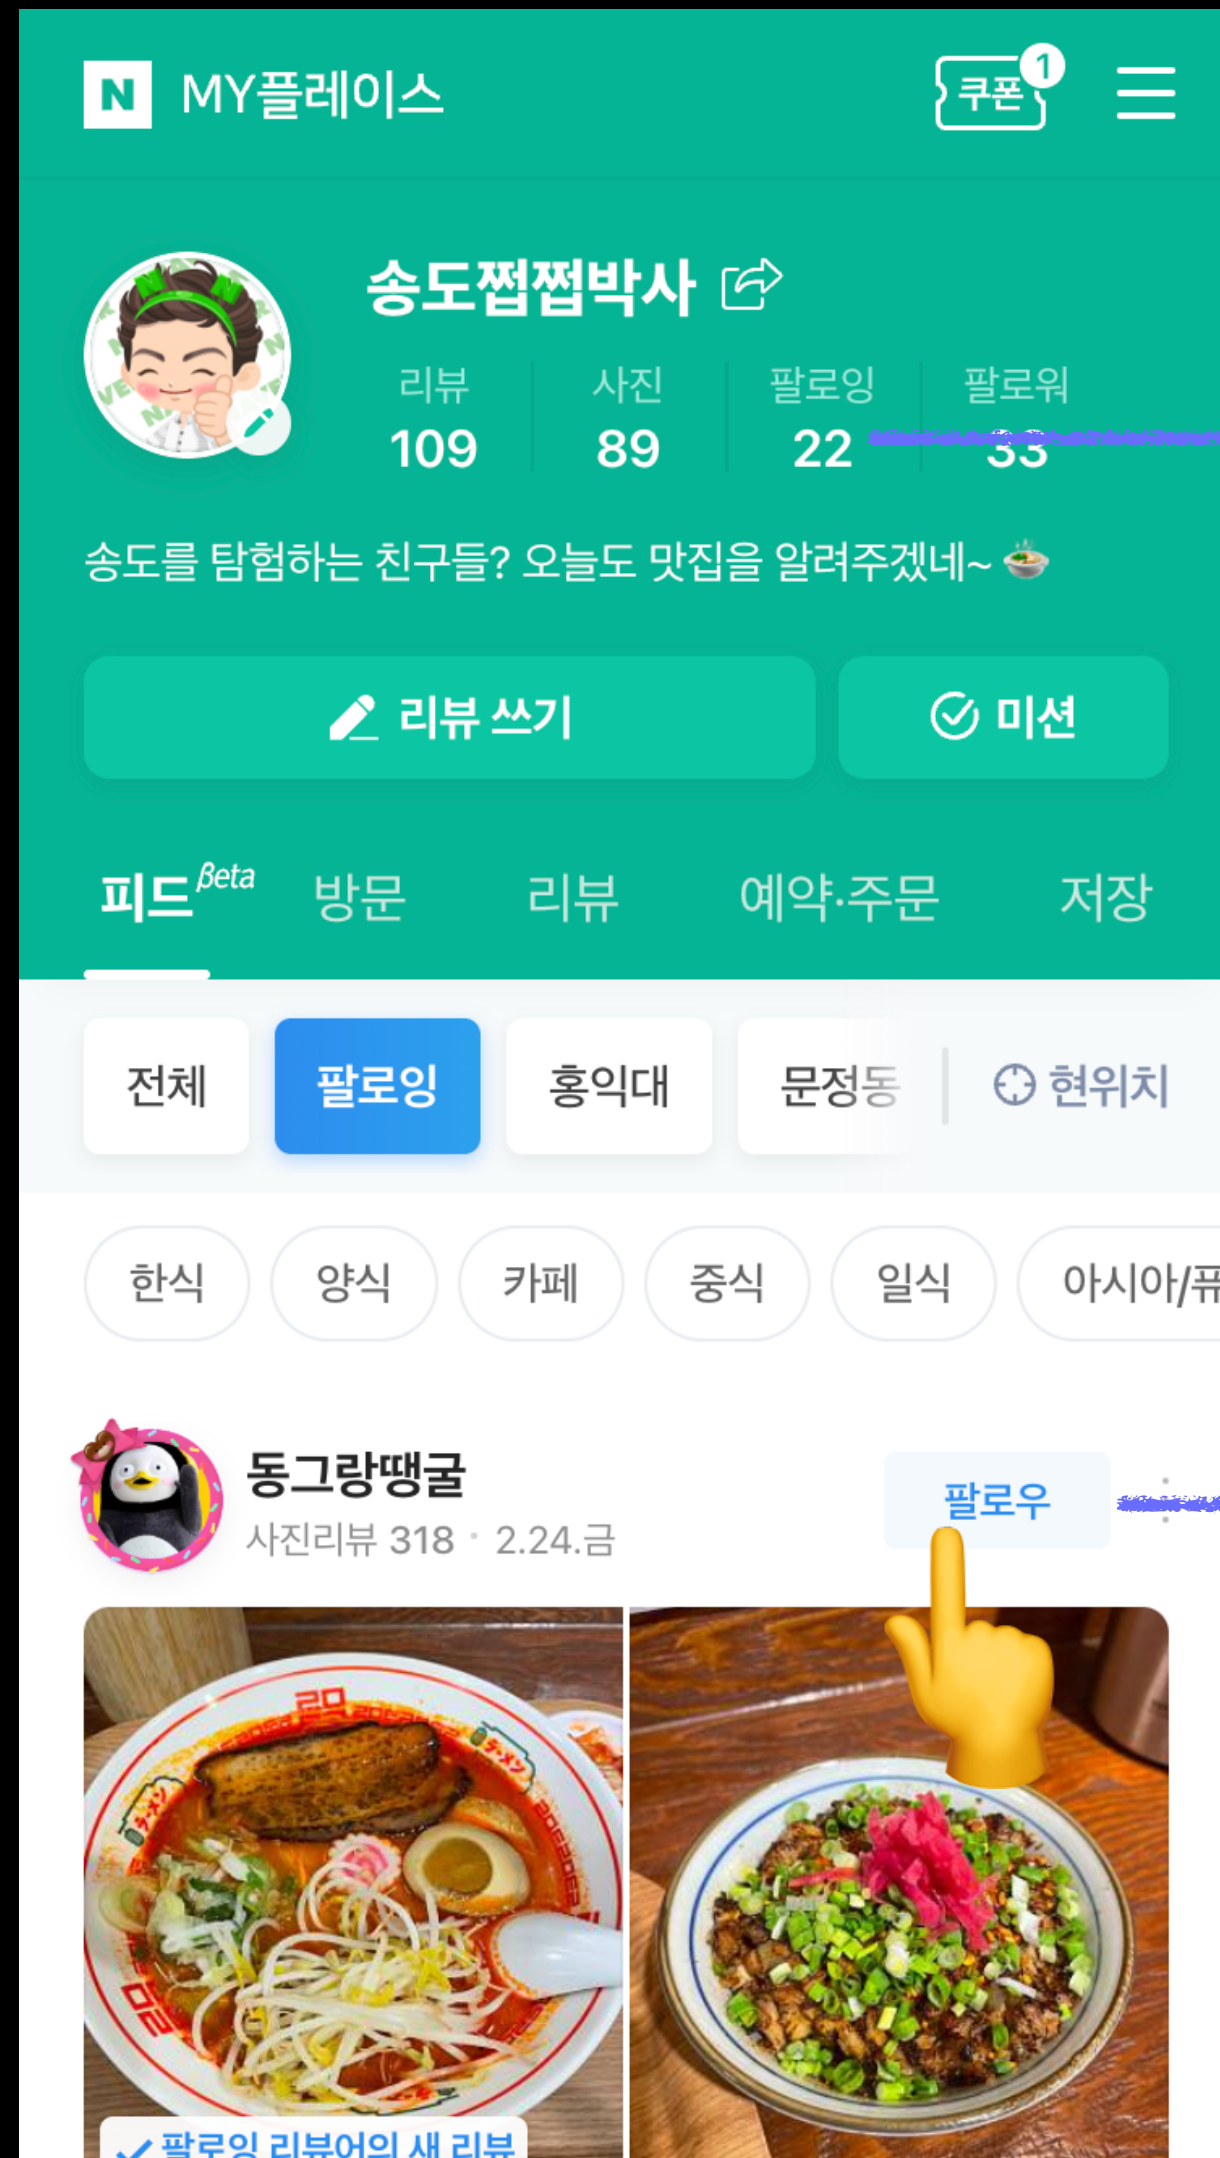 N MY플레이스 쿠폰 1
송도쩝쩝박사
리뷰 사진 팔로잉 팔로워
109 89 22 33
송도를 탐험하는 친구들? 오늘도 맛집을 알려주겠네~
리뷰 쓰기 미션
피드 βeta 방문 리뷰 예약·주문 저장
전체 팔로잉 홍익대 문정동 현위치
한식 양식 카페 중식 일식 아시아/퓨
동그랑땡굴 팔로우
사진리뷰 318 · 2.24.금
팔로잉 리뷰어의 새 리뷰